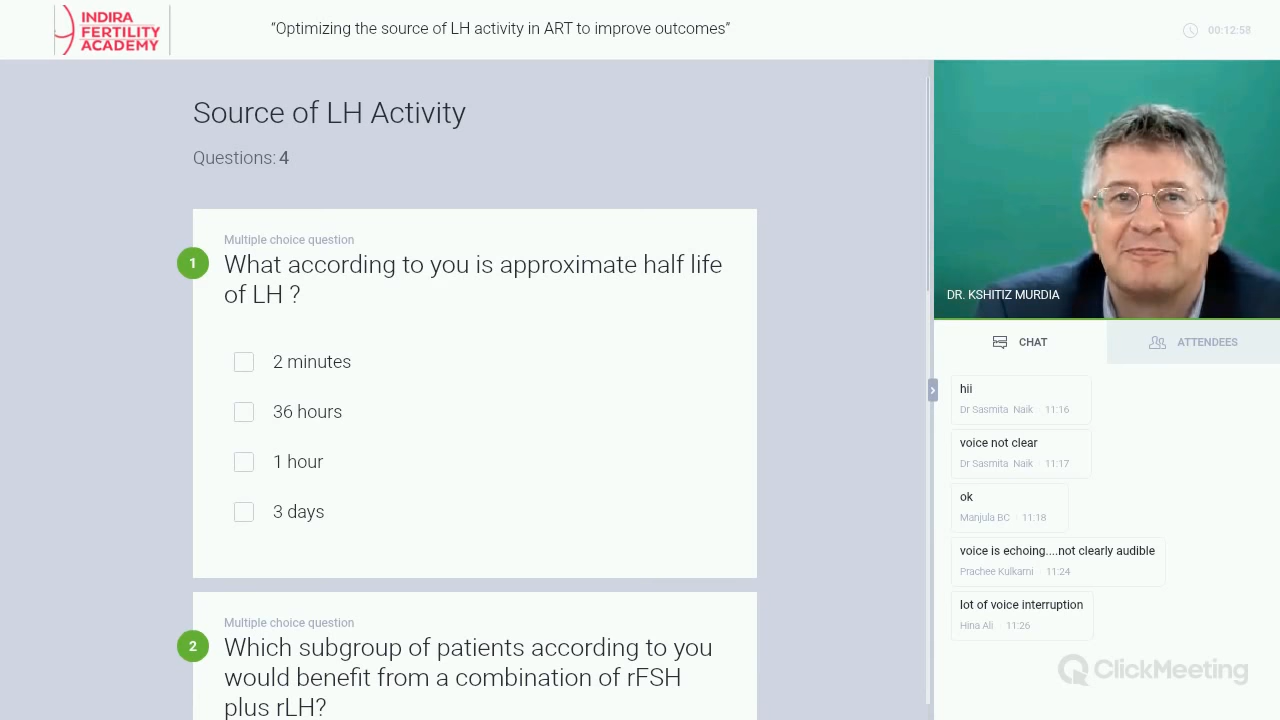 INDIRA
FERTILITY
ACADEMY
“Optimizing the source of LH activity in ART to improve outcomes”
00:12:58
Source of LH Activity
Questions: 4
Multiple choice question
1
What according to you is approximate half life
of LH ?
2 minutes
36 hours
1 hour
3 days
Multiple choice question
2
Which subgroup of patients according to you
would benefit from a combination of rFSH
plus rLH?
DR. KSHITIZ MURDIA
CHAT
ATTENDEES
hii
Dr Sasmita Naik · 11:16
voice not clear
Dr Sasmita Naik · 11:17
ok
Manjula BC · 11:18
voice is echoing....not clearly audible
Prachee Kulkarni · 11:24
lot of voice interruption
Hina Ali · 11:26
ClickMeeting